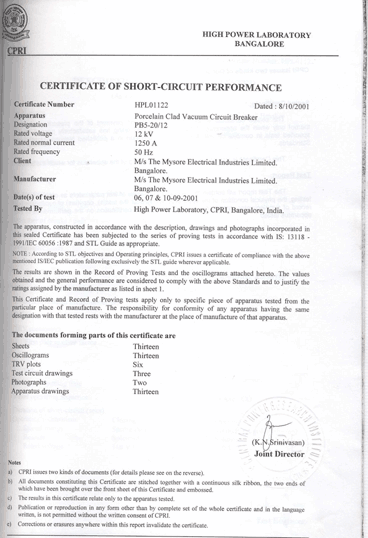 HIGH POWER LABORATORY
BANGALORE
CPRI
CERTIFICATE OF SHORT-CIRCUIT PERFORMANCE
Certificate Number HPL01122 Dated : 8/10/2001
Apparatus Porcelain Clad Vacuum Circuit Breaker
Designation PBS-20/12
Rated voltage 12 kV
Rated normal current 1250 A
Rated frequency 50 Hz
Client M/s The Mysore Electrical Industries Limited.
Bangalore.
Manufacturer M/s The Mysore Electrical Industries Limited.
Bangalore.
Date(s) of test 06, 07 & 10-09-2001
Tested By High Power Laboratory, CPRI, Bangalore, India.
The apparatus, constructed in accordance with the description, drawings and photographs incorporated in
this sealed Certificate has been subjected to the series of proving tests in accordance with IS: 13118 -
1991/IEC 60056 :1987 and STL Guide as appropriate.
NOTE : According to STL objectives and Operating principles, CPRI issues a certificate of compliance with the above
mentioned IS/IEC publication following exclusively the STL guide wherever applicable.
The results are shown in the Record of Proving Tests and the oscillograms attached hereto. The values
obtained and the general performance are considered to comply with the above Standards and to justify the
ratings assigned by the manufacturer as listed in sheet 1.
This Certificate and Record of Proving tests apply only to specific piece of apparatus tested from the
particular place of manufacture. The responsibility for conformity of any apparatus having the same
designation with that tested rests with the manufacturer at the place of manufacture of that apparatus.
The documents forming parts of this certificate are
Sheets Thirteen
Oscillograms Thirteen
TRV plots Six
Test circuit drawings Three
Photographs Two
Apparatus drawings Thirteen
(K.N.Srinivasan)
Joint Director
Notes
a) CPRI issues two kinds of documents (for details please see on the reverse).
b) All documents constituting this Certificate are stitched together with a continuous silk ribbon, the two ends of
which have been brought over the front sheet of this Certificate and embossed.
c) The results in this certificate relate only to the apparatus tested.
d) Publication or reproduction in any form other than by complete set of the whole certificate and in the language
written, is not permitted without the written consent of CPRI.
e) Corrections or erasures anywhere within this report invalidate the certificate.